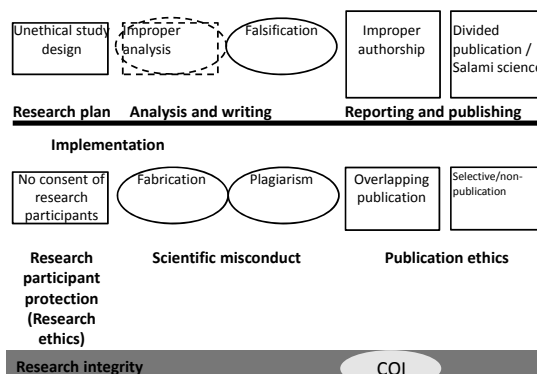 Unethical study
design
Improper
analysis
Falsification
Improper
authorship
Divided
publication /
Salami science
Research plan
Analysis and writing
Reporting and publishing
Implementation
No consent of
research
participants
Fabrication
Plagiarism
Overlapping
publication
Selective/non-
publication
Research
participant
protection
(Research
ethics)
Scientific misconduct
Publication ethics
Research integrity
COI